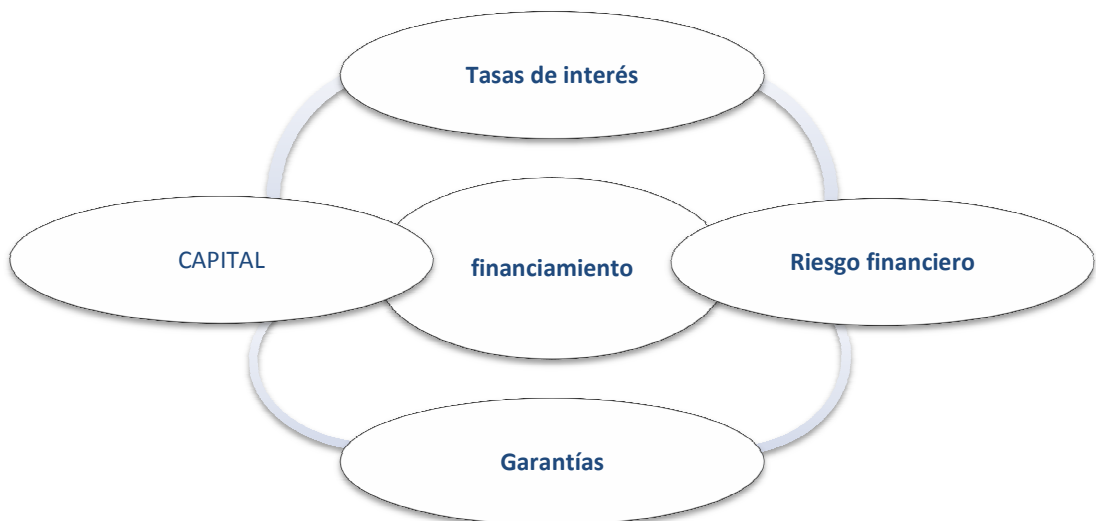 Tasas de interés
CAPITAL
financiamiento
Riesgo financiero
Garantías